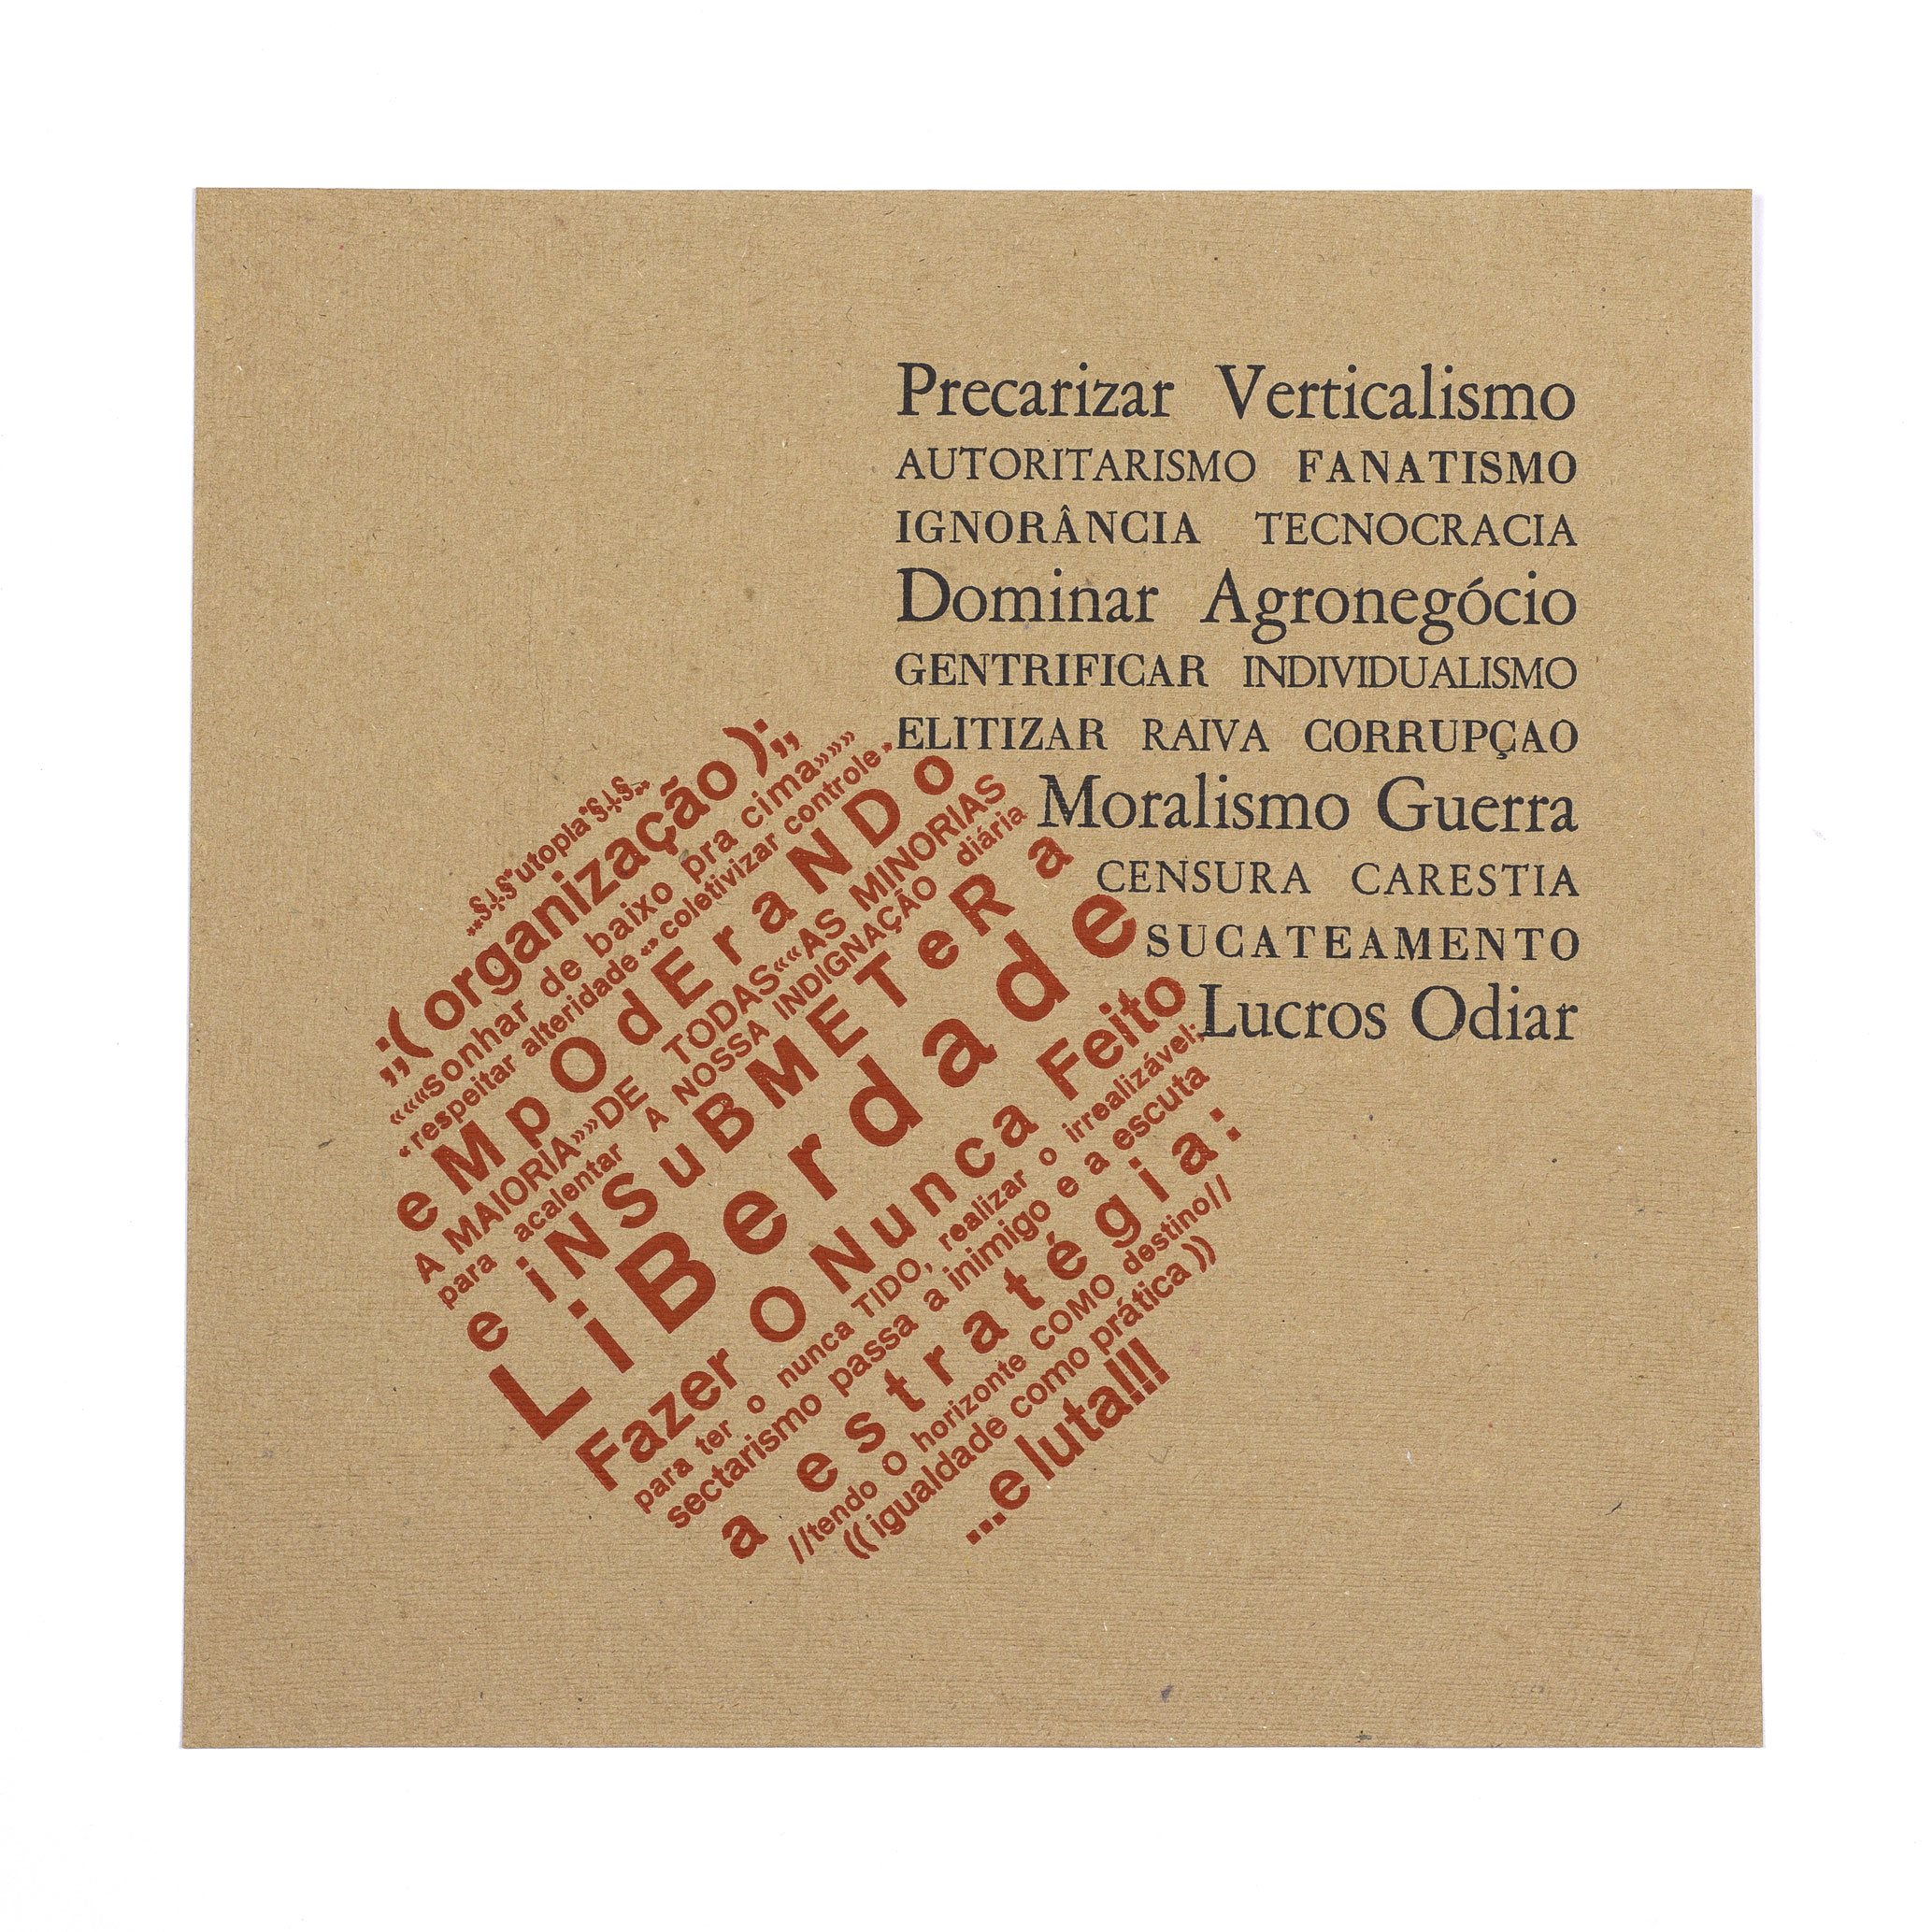 Precarizar Verticalismo
AUTORITARISMO FANATISMO
IGNORÂNCIA TECNOCRACIA
Dominar Agronegócio
GENTRIFICAR INDIVIDUALISMO
ELITIZAR RAIVA CORRUPÇAO
Moralismo Guerra
CENSURA CARESTIA
SUCATEAMENTO
Lucros Odiar
utopia
;;(organização);;
«««sonhar de baixo pra cima»»»
respeitar alteridade coletivizar controle
eMpOdEraNDo
A MAIORIA»»DE TODAS««AS MINORIAS
para acalentar A NOSSA INDIGNAÇÃO diária
e iNSuBMETeR a
LiBerdade
Fazer O Nunca Feito
para ter o nunca TIDO, realizar o irrealizável;
sectarismo passa a inimigo e a escuta
a estratégia:
//tendo O horizonte COMO destino//
((igualdade como prática))
...e luta!!!